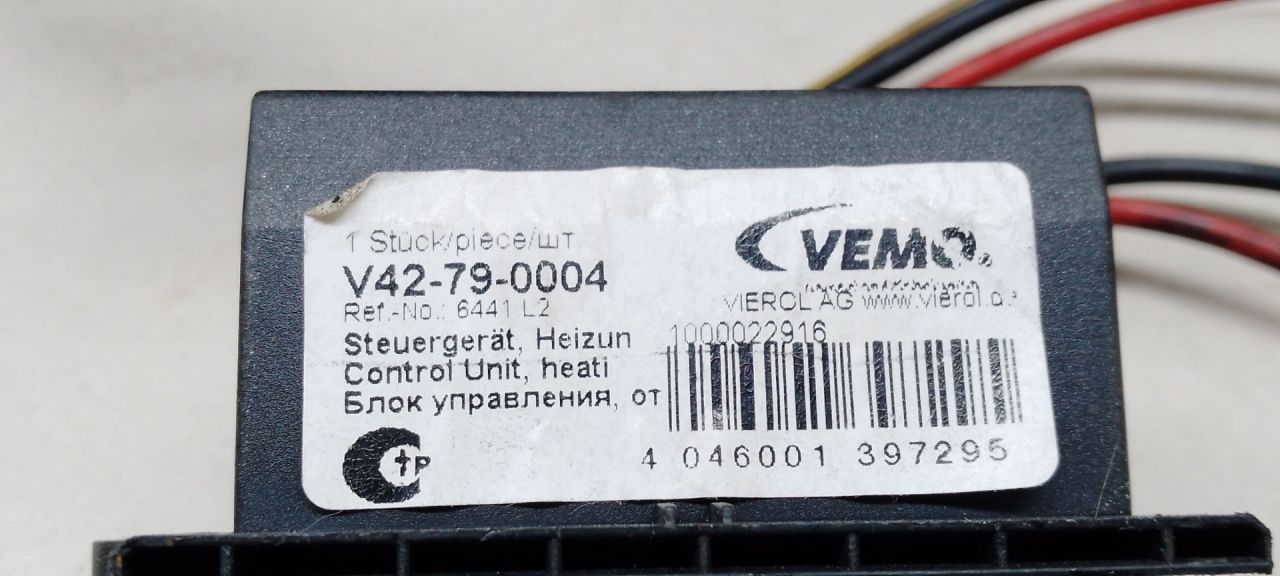 1 Stück/piece/шт.
V42-79-0004
Ref.-No.: 6441 L2
Steuergerät, Heizun
Control Unit, heati
Блок управления, от
VEMO
VIEROL AG www.vierol.de
1000022916
4 046001 397295